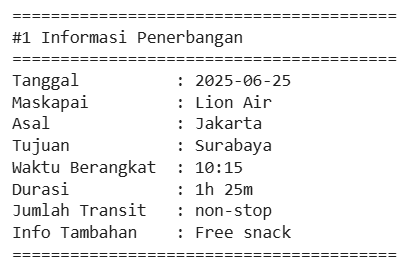 ========================================
#1 Informasi Penerbangan
========================================
Tanggal          : 2025-06-25
Maskapai         : Lion Air
Asal             : Jakarta
Tujuan           : Surabaya
Waktu Berangkat  : 10:15
Durasi           : 1h 25m
Jumlah Transit   : non-stop
Info Tambahan    : Free snack
========================================